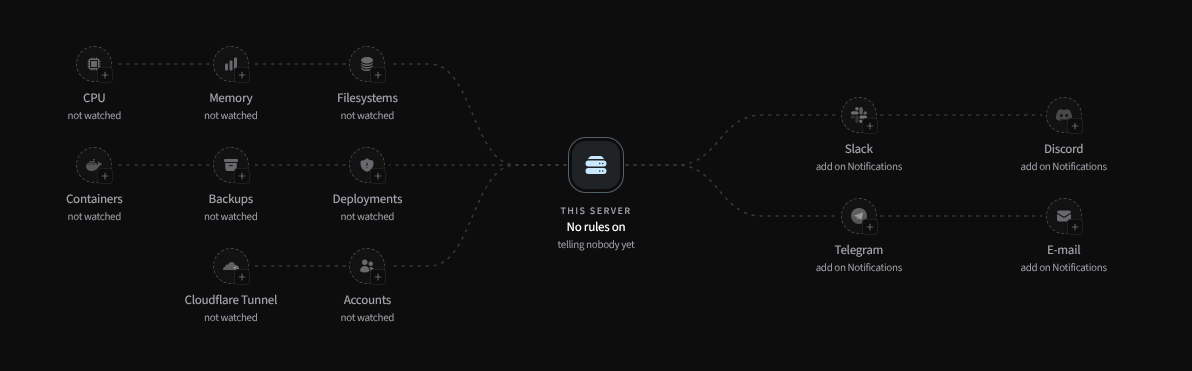 CPU
not watched
Memory
not watched
Filesystems
not watched
Containers
not watched
Backups
not watched
Deployments
not watched
Cloudflare Tunnel
not watched
Accounts
not watched
THIS SERVER
No rules on
telling nobody yet
Slack
add on Notifications
Discord
add on Notifications
Telegram
add on Notifications
E-mail
add on Notifications